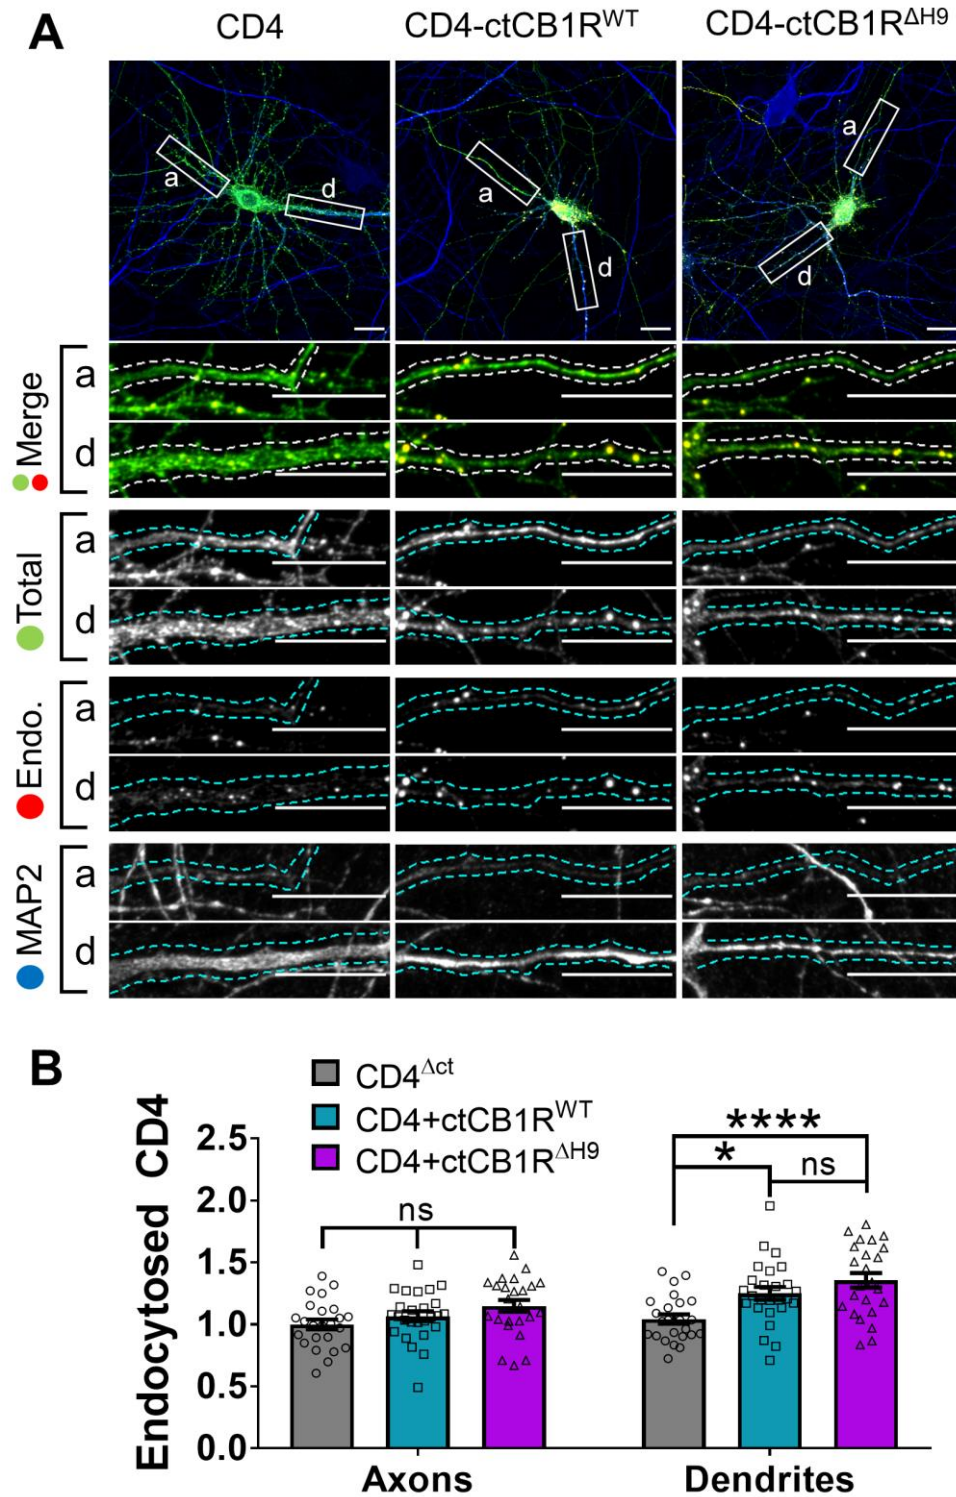 A
CD4
CD4-ctCB1R^WT
CD4-ctCB1R^ΔH9
a
d
a
d
a
d
Merge
a
d
Total
a
d
Endo.
a
d
MAP2
a
d
B
CD4^Δct
CD4+ctCB1R^WT
CD4+ctCB1R^ΔH9
Endocytosed CD4
2.5
2.0
1.5
1.0
0.5
0.0
ns
****
*
ns
Axons
Dendrites